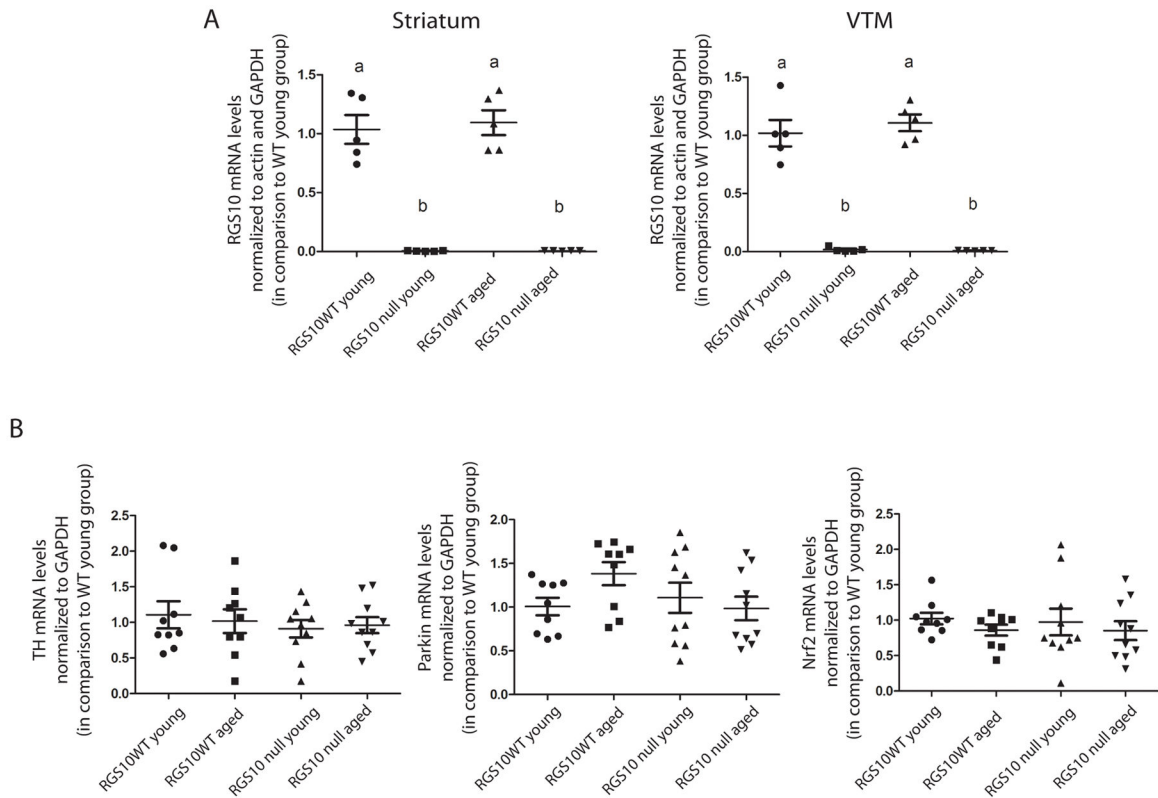 A
Striatum
VTM
RGS10 mRNA levels
normalized to actin and GAPDH
(in comparison to WT young group)
1.5
1.0
0.5
0.0
a
b
a
b
RGS10WT young
RGS10 null young
RGS10WT aged
RGS10 null aged
RGS10 mRNA levels
normalized to actin and GAPDH
(in comparison to WT young group)
1.5
1.0
0.5
0.0
a
b
a
b
RGS10WT young
RGS10 null young
RGS10WT aged
RGS10 null aged
B
TH mRNA levels
normalized to GAPDH
(in comparison to WT young group)
2.5
2.0
1.5
1.0
0.5
0.0
RGS10WT young
RGS10WT aged
RGS10 null young
RGS10 null aged
Parkin mRNA levels
normalized to GAPDH
(in comparison to WT young group)
2.0
1.5
1.0
0.5
0.0
RGS10WT young
RGS10WT aged
RGS10 null young
RGS10 null aged
Nrf2 mRNA levels
normalized to GAPDH
(in comparison to WT young group)
2.5
2.0
1.5
1.0
0.5
0.0
RGS10WT young
RGS10WT aged
RGS10 null young
RGS10 null aged